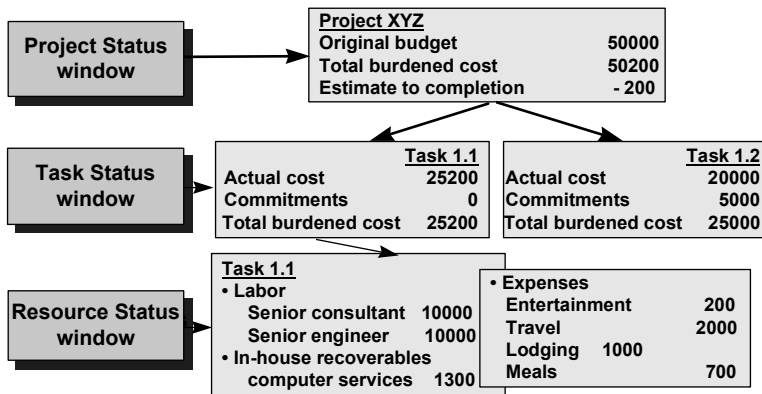 Project Status
window
Project XYZ
Original budget 50000
Total burdened cost 50200
Estimate to completion - 200
Task Status
window
Task 1.1
Actual cost 25200
Commitments 0
Total burdened cost 25200
Task 1.2
Actual cost 20000
Commitments 5000
Total burdened cost 25000
Resource Status
window
Task 1.1
• Labor
Senior consultant 10000
Senior engineer 10000
• In-house recoverables
computer services 1300
• Expenses
Entertainment 200
Travel 2000
Lodging 1000
Meals 700